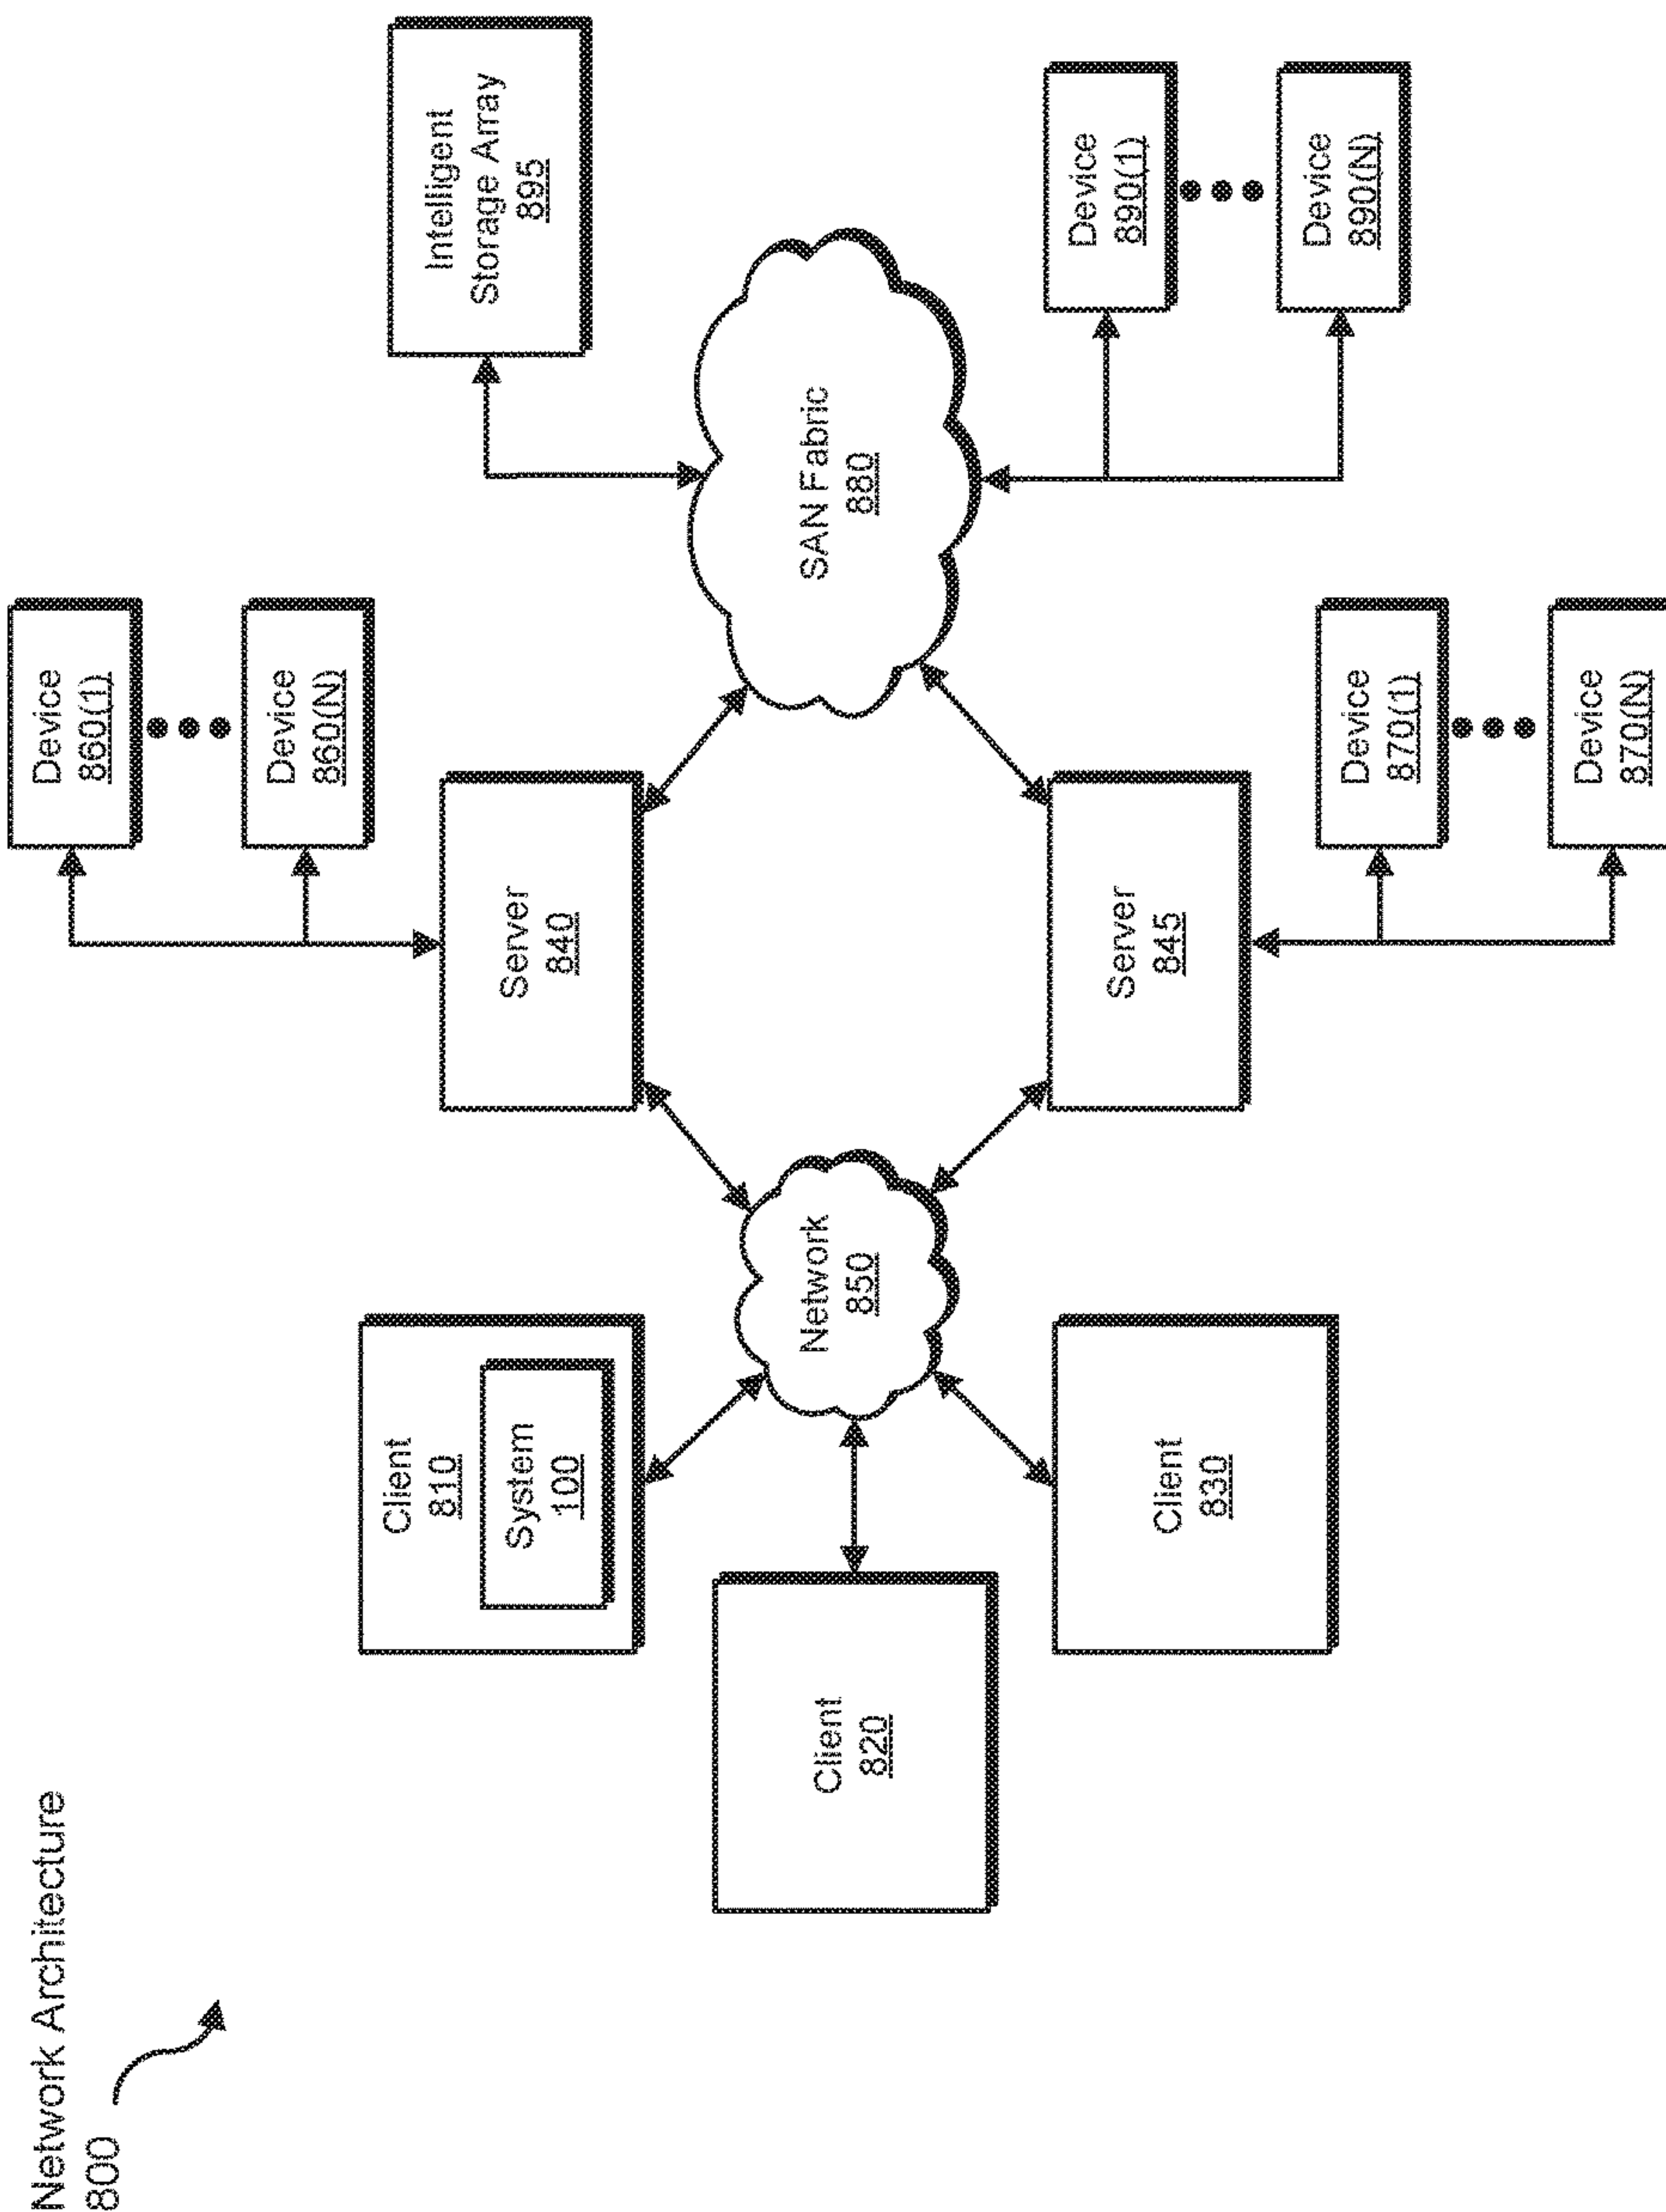 Network Architecture
800
Client
810
System
100
Client
820
Client
830
Network
850
Server
840
Server
845
Device
860(1)
Device
860(N)
Device
870(1)
Device
870(N)
SAN Fabric
880
Intelligent
Storage Array
895
Device
890(1)
Device
890(N)